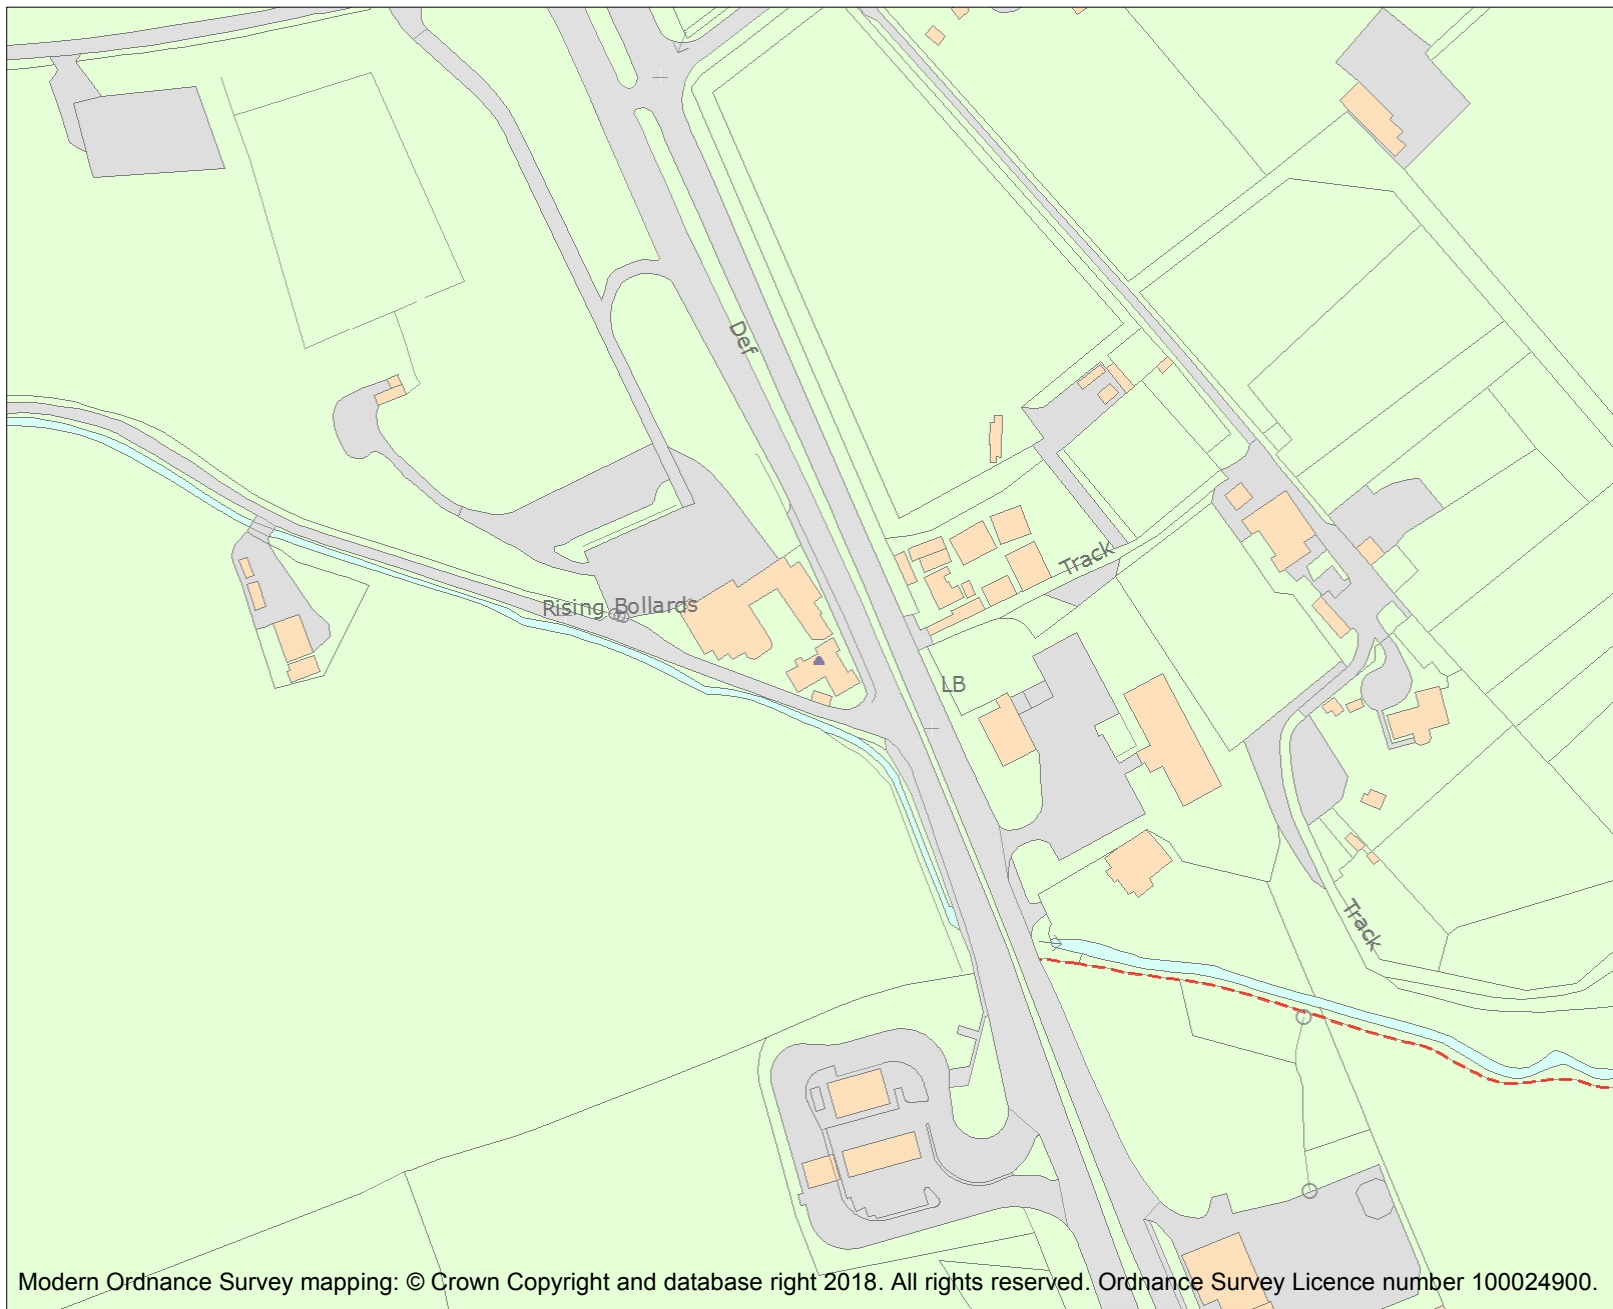 Def
Track
Rising Bollards
LB
Track
Modern Ordnance Survey mapping: © Crown Copyright and database right 2018. All rights reserved. Ordnance Survey Licence number 100024900.